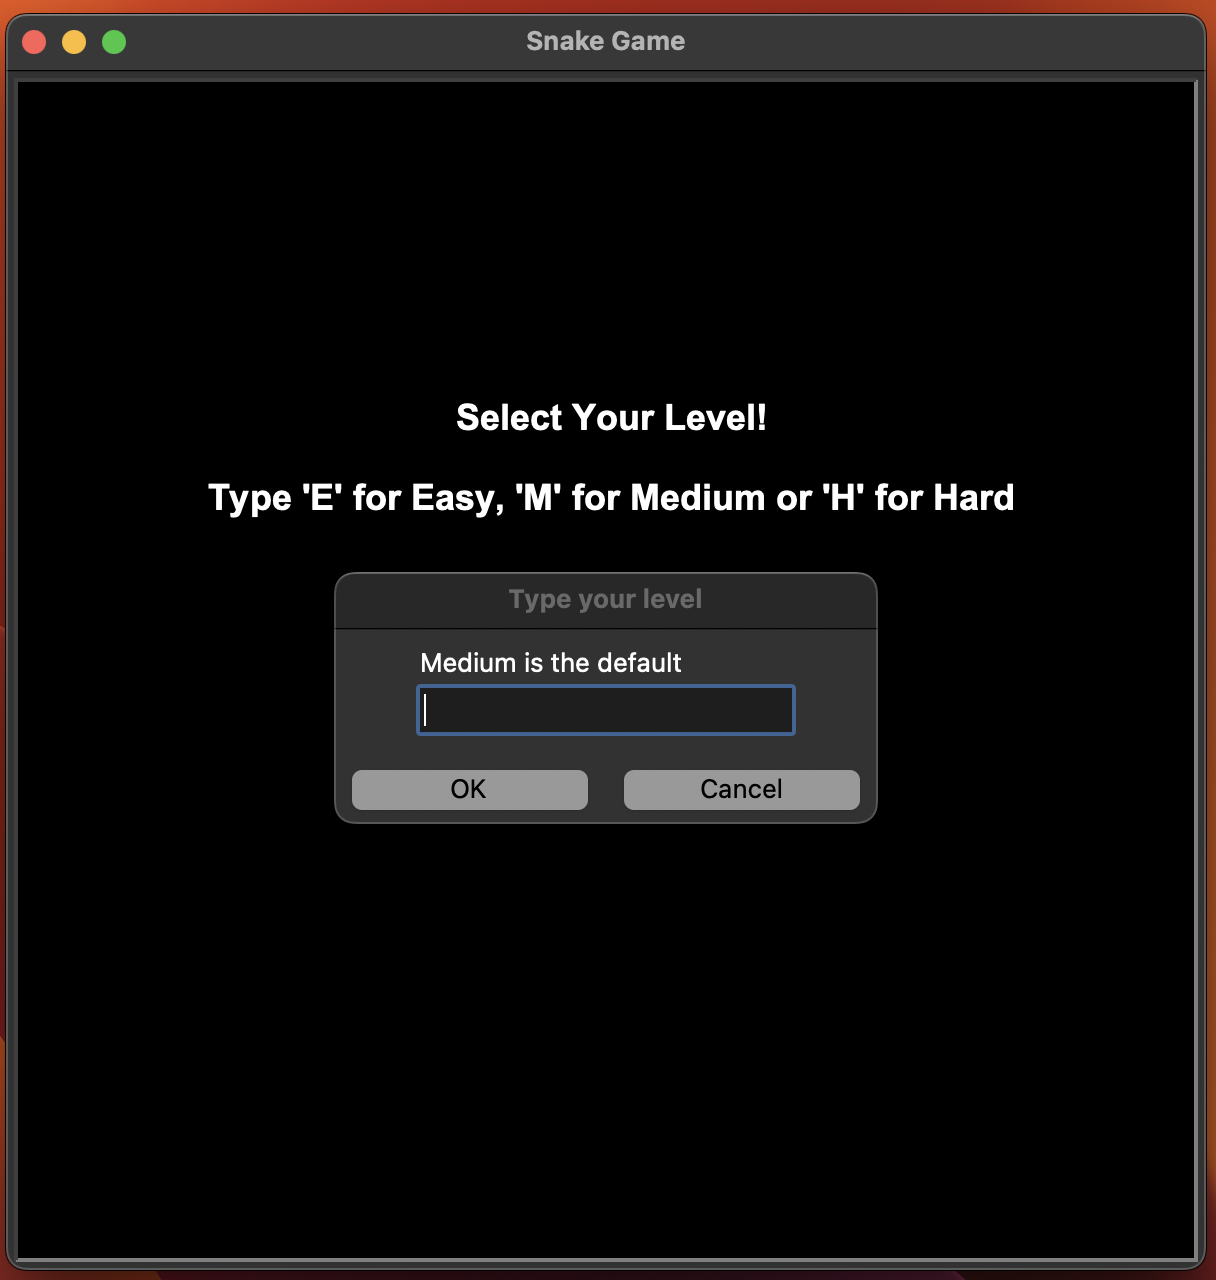 Snake Game
Select Your Level!
Type 'E' for Easy, 'M' for Medium or 'H' for Hard
Type your level
Medium is the default
OK
Cancel